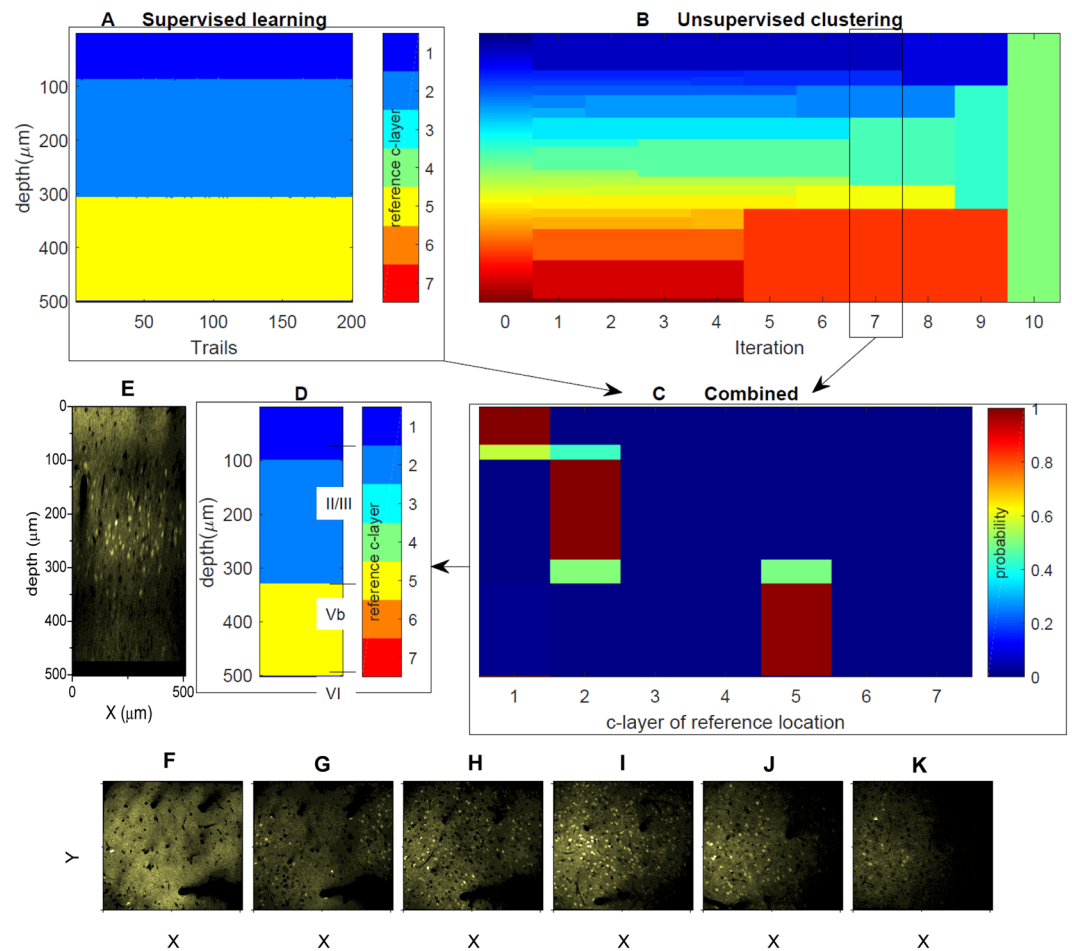 A Supervised learning
B Unsupervised clustering
100
200
300
400
500
depth(μm)
50 100 150 200
Trails
1
2
3
4
5
6
7
reference c-layer
0 1 2 3 4 5 6 7 8 9 10
Iteration
E
D
C Combined
0
100
200
300
400
500
depth (μm)
0 500
X (μm)
100
200
300
400
500
depth(μm)
II/III
Vb
VI
1
2
3
4
5
6
7
reference c-layer
1 2 3 4 5 6 7
c-layer of reference location
1
0.8
0.6
0.4
0.2
0
probability
F G H I J K
Y
X X X X X X